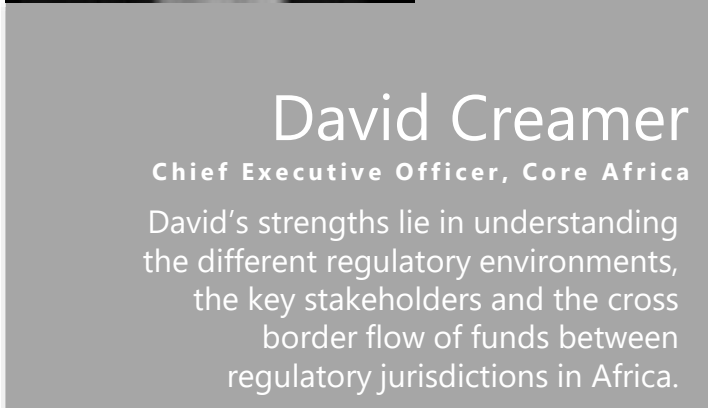 David Creamer
Chief Executive Officer, Core Africa
David’s strengths lie in understanding
the different regulatory environments,
the key stakeholders and the cross
border flow of funds between
regulatory jurisdictions in Africa.